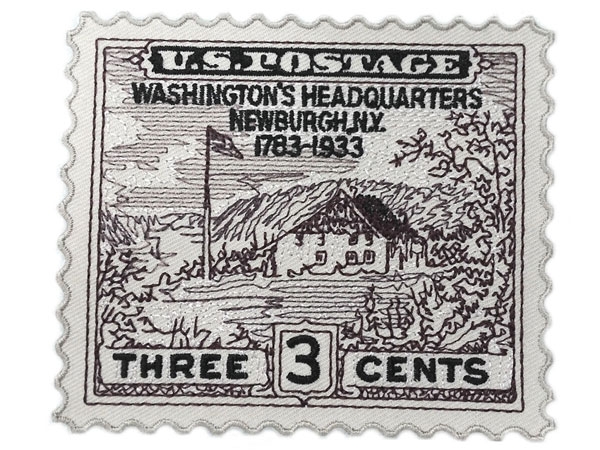 U.S. POSTAGE
WASHINGTON'S HEADQUARTERS
NEWBURGH, N.Y.
1783-1933
THREE 3 CENTS